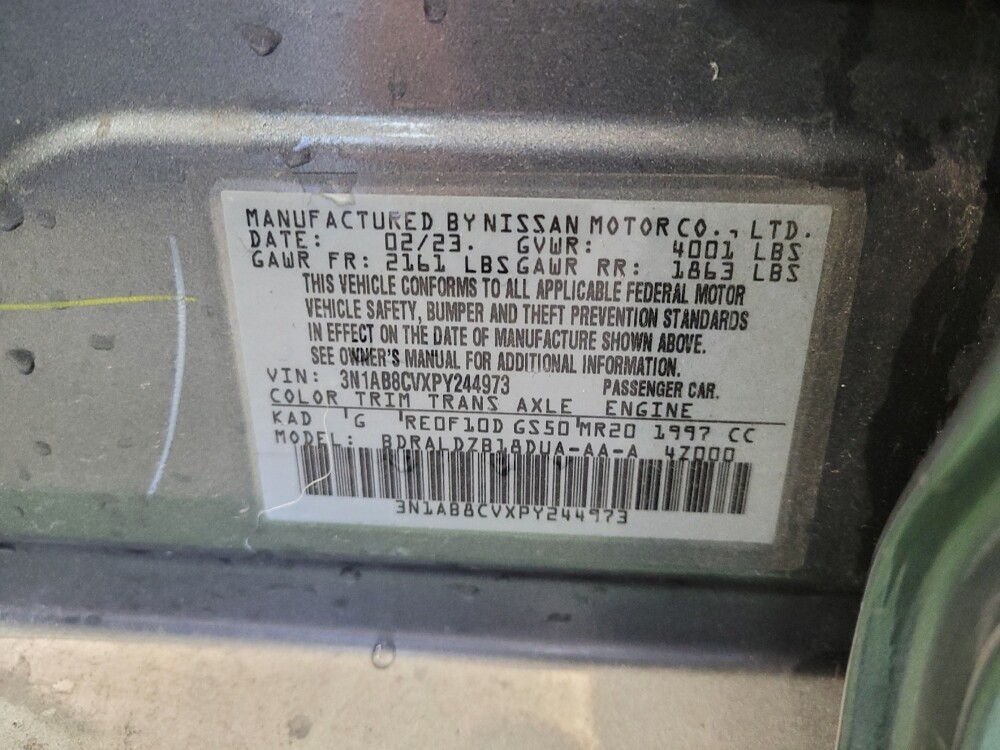 MANUFACTURED BY NISSAN MOTOR CO., LTD.
DATE: 02/23. GVWR: 4001 LBS
GAWR FR: 2161 LBS GAWR RR: 1863 LBS
THIS VEHICLE CONFORMS TO ALL APPLICABLE FEDERAL MOTOR
VEHICLE SAFETY, BUMPER AND THEFT PREVENTION STANDARDS
IN EFFECT ON THE DATE OF MANUFACTURE SHOWN ABOVE.
SEE OWNER'S MANUAL FOR ADDITIONAL INFORMATION.
VIN: 3N1AB8CVXPY244973 PASSENGER CAR.
COLOR TRIM TRANS AXLE ENGINE
KAD G RE0F10D GS50 MR20 1997 CC
MODEL: BDRALDZB18DUA-AA-A 4Z000
3N1AB8CVXPY244973